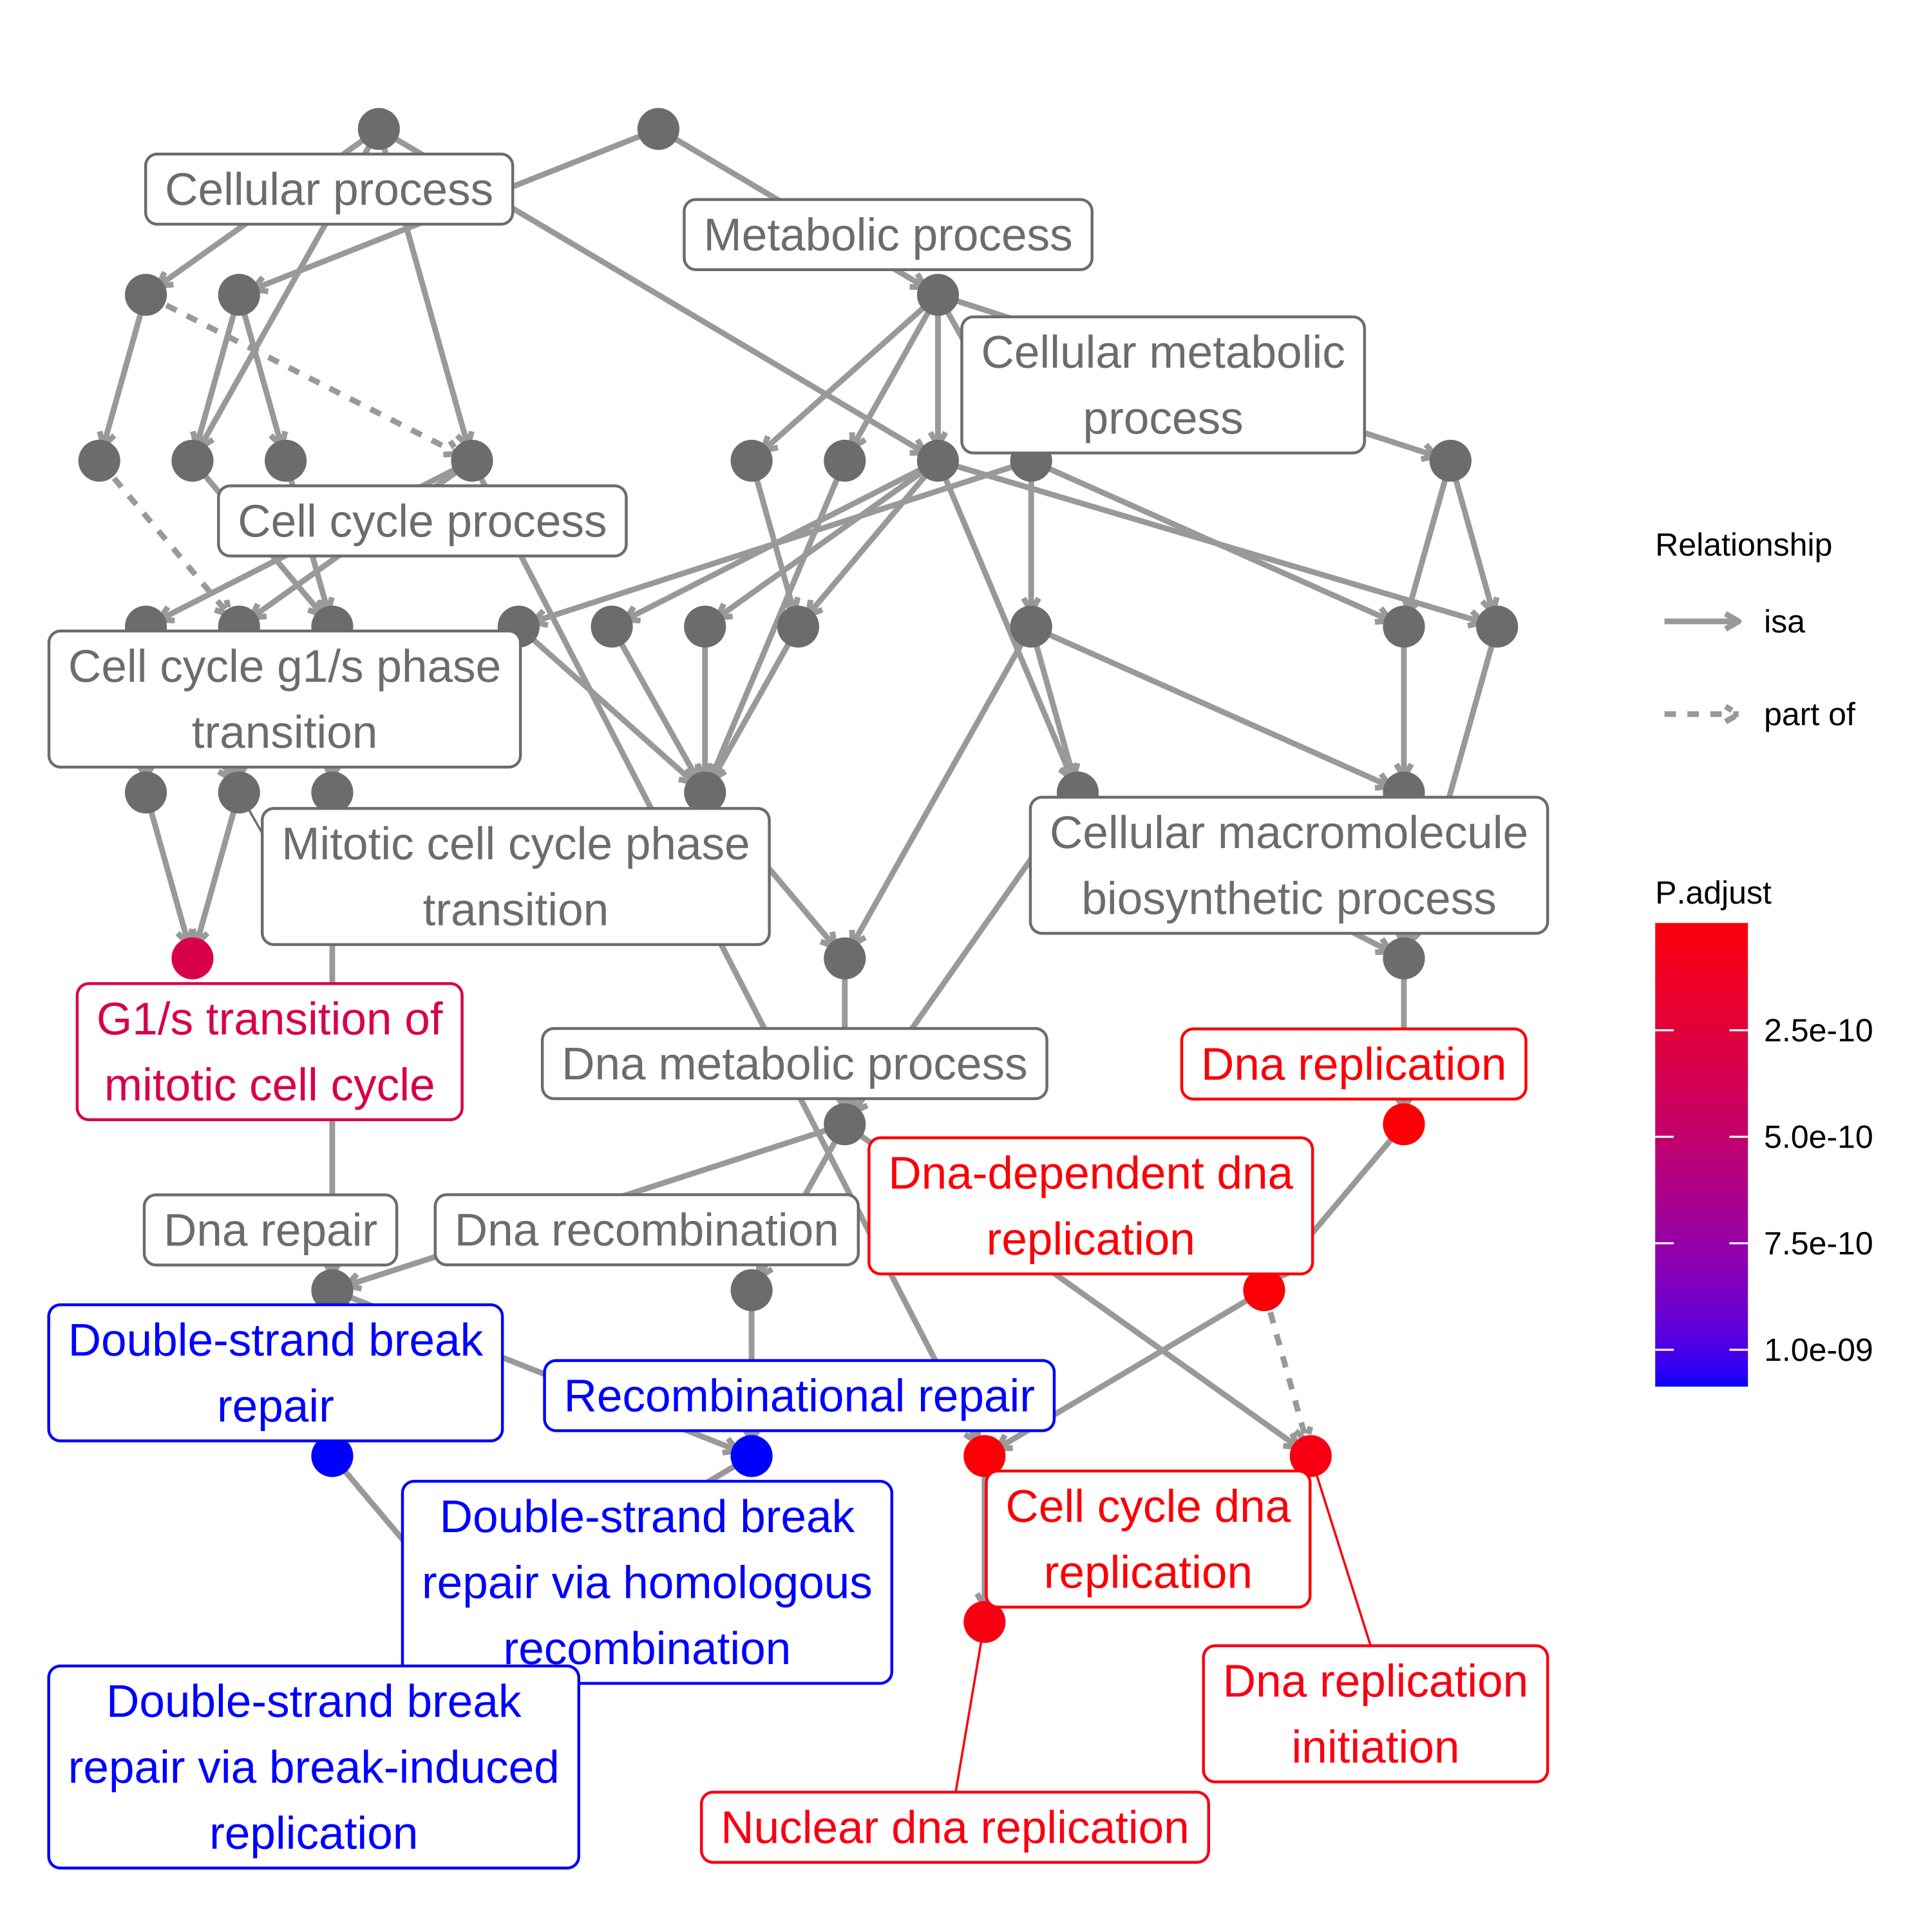 Cellular process
Metabolic process
Cellular metabolic
process
Cell cycle process
Cell cycle g1/s phase
transition
Mitotic cell cycle phase
transition
Cellular macromolecule
biosynthetic process
G1/s transition of
mitotic cell cycle
Dna metabolic process
Dna replication
Dna-dependent dna
replication
Dna repair
Dna recombination
Double-strand break
repair
Recombinational repair
Double-strand break
repair via homologous
recombination
Cell cycle dna
replication
Dna replication
initiation
Double-strand break
repair via break-induced
replication
Nuclear dna replication
Relationship
isa
part of
P.adjust
2.5e-10
5.0e-10
7.5e-10
1.0e-09